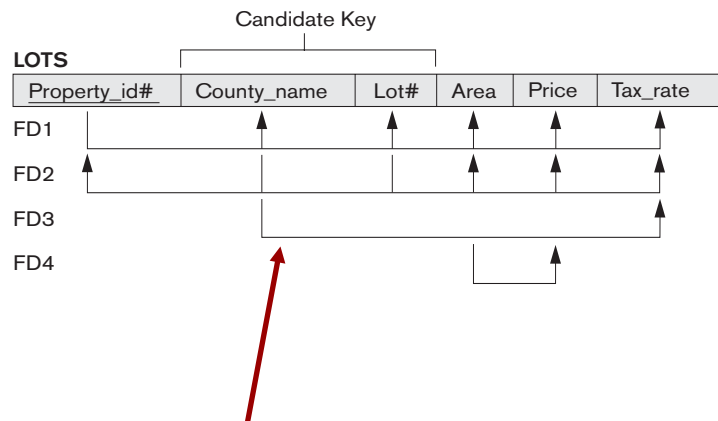 Candidate Key
LOTS
Property_id# County_name Lot# Area Price Tax_rate
FD1
FD2
FD3
FD4